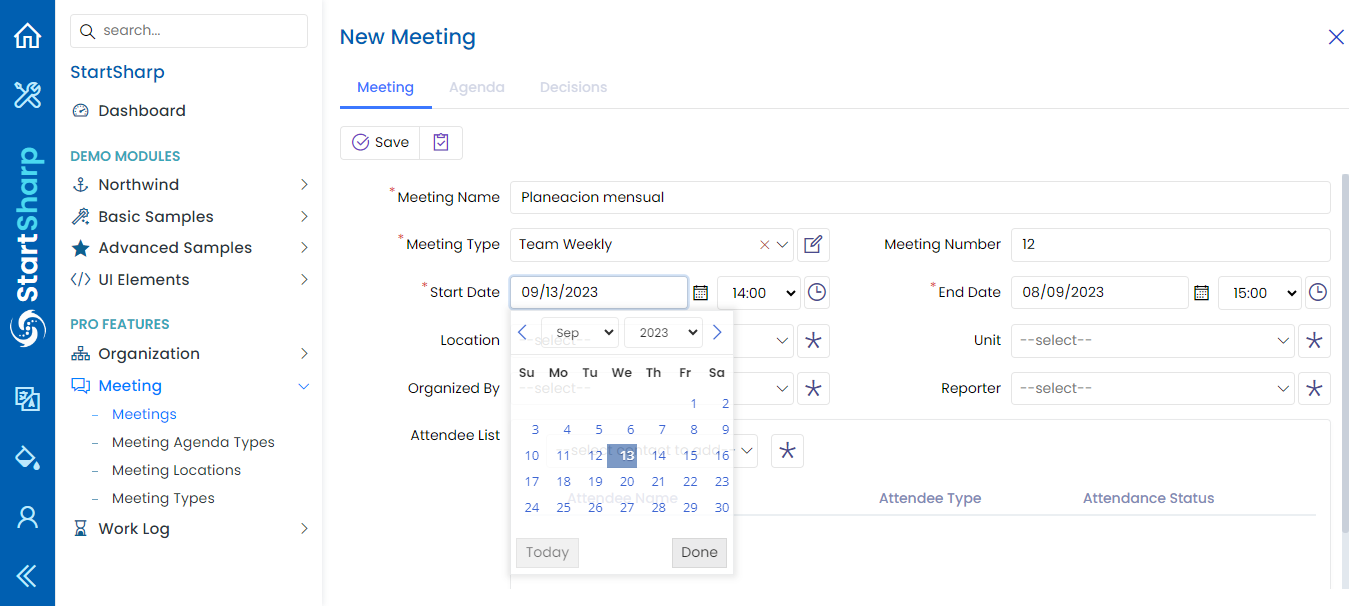 search...
StartSharp
Dashboard
DEMO MODULES
Northwind
Basic Samples
Advanced Samples
UI Elements
PRO FEATURES
Organization
Meeting
Meetings
Meeting Agenda Types
Meeting Locations
Meeting Types
Work Log
StartSharp
New Meeting
Meeting Agenda Decisions
Save
*Meeting Name Planeacion mensual
*Meeting Type Team Weekly Meeting Number 12
*Start Date 09/13/2023 14:00 *End Date 08/09/2023 15:00
Location --select-- Unit --select--
Organized By --select-- Reporter --select--
Attendee List --select contact to add--
Attendee Name Attendee Type Attendance Status
Sep 2023
Su Mo Tu We Th Fr Sa
1 2
3 4 5 6 7 8 9
10 11 12 13 14 15 16
17 18 19 20 21 22 23
24 25 26 27 28 29 30
Today Done